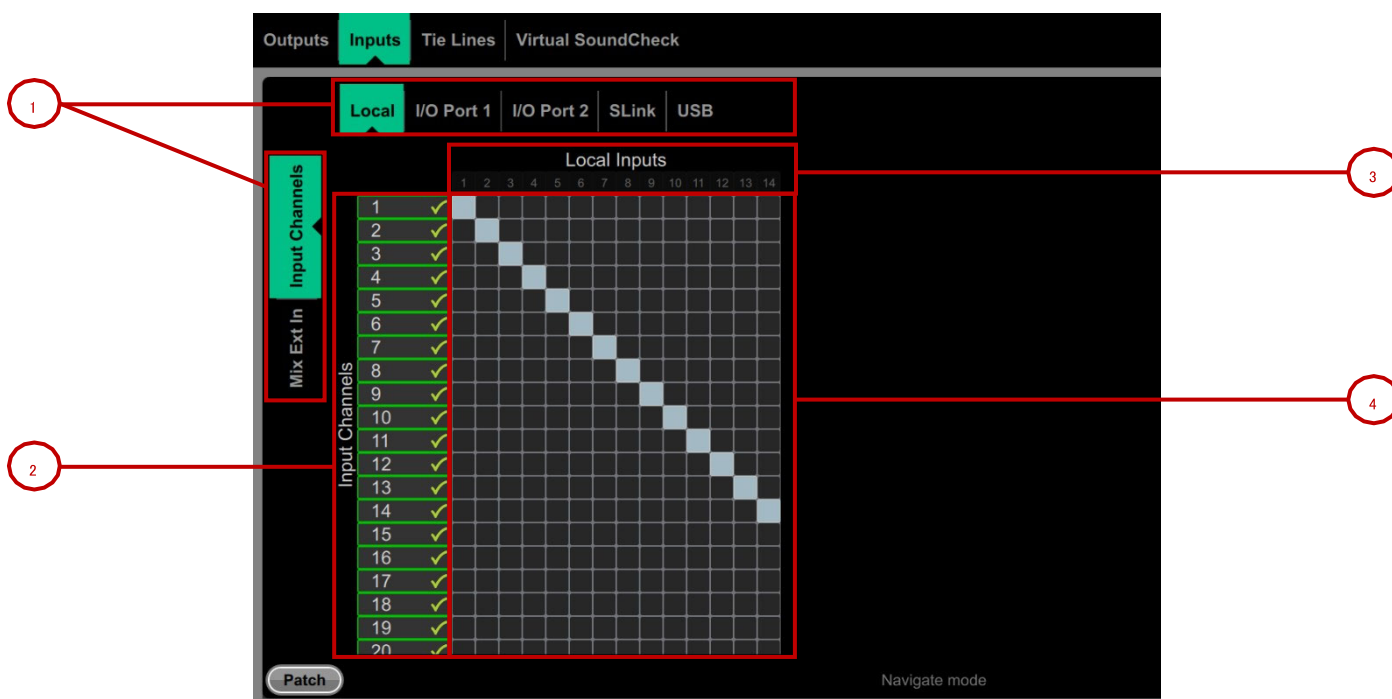 Outputs Inputs Tie Lines Virtual SoundCheck
1
Local I/O Port 1 I/O Port 2 SLink USB
Local Inputs
3
1 2 3 4 5 6 7 8 9 10 11 12 13 14
Input Channels
Mix Ext In
Input Channels
1
2
3
4
5
6
7
8
9
10
11
12
13
14
15
16
17
18
19
20
4
2
Patch
Navigate mode